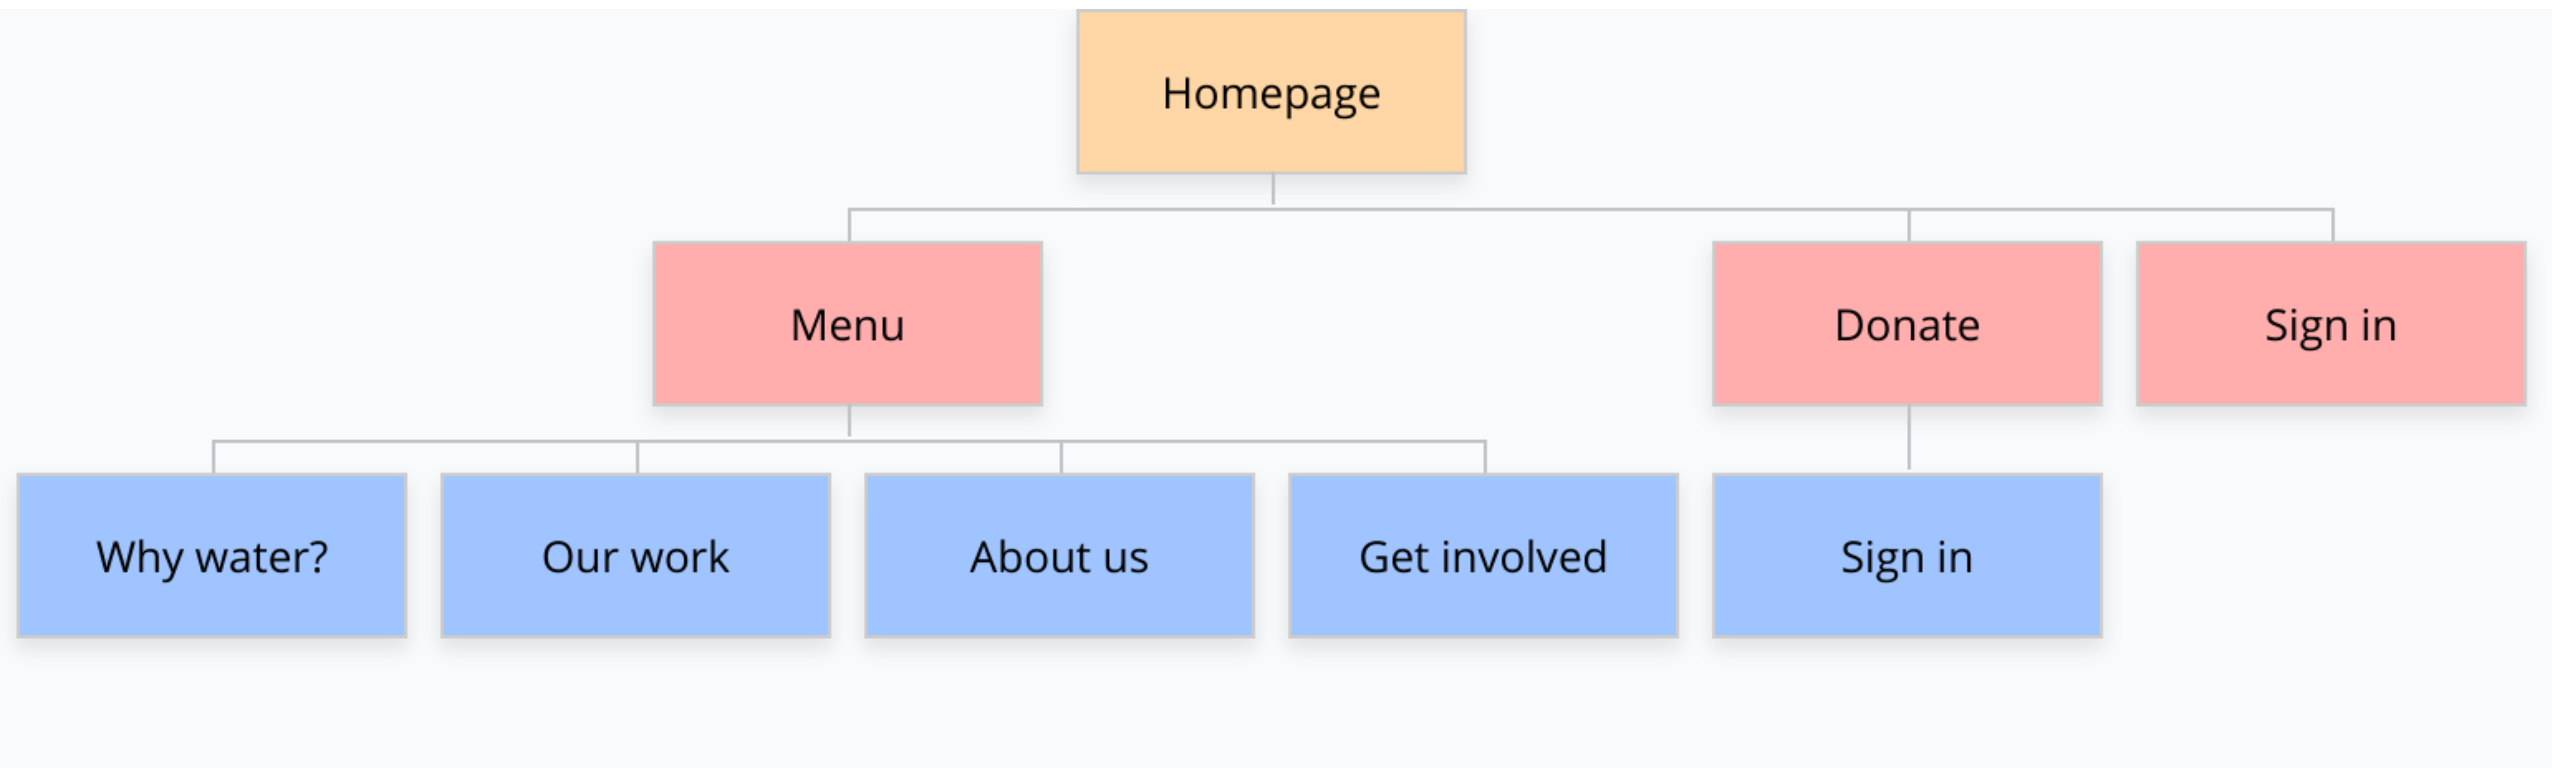 Homepage
Menu
Donate
Sign in
Why water?
Our work
About us
Get involved
Sign in